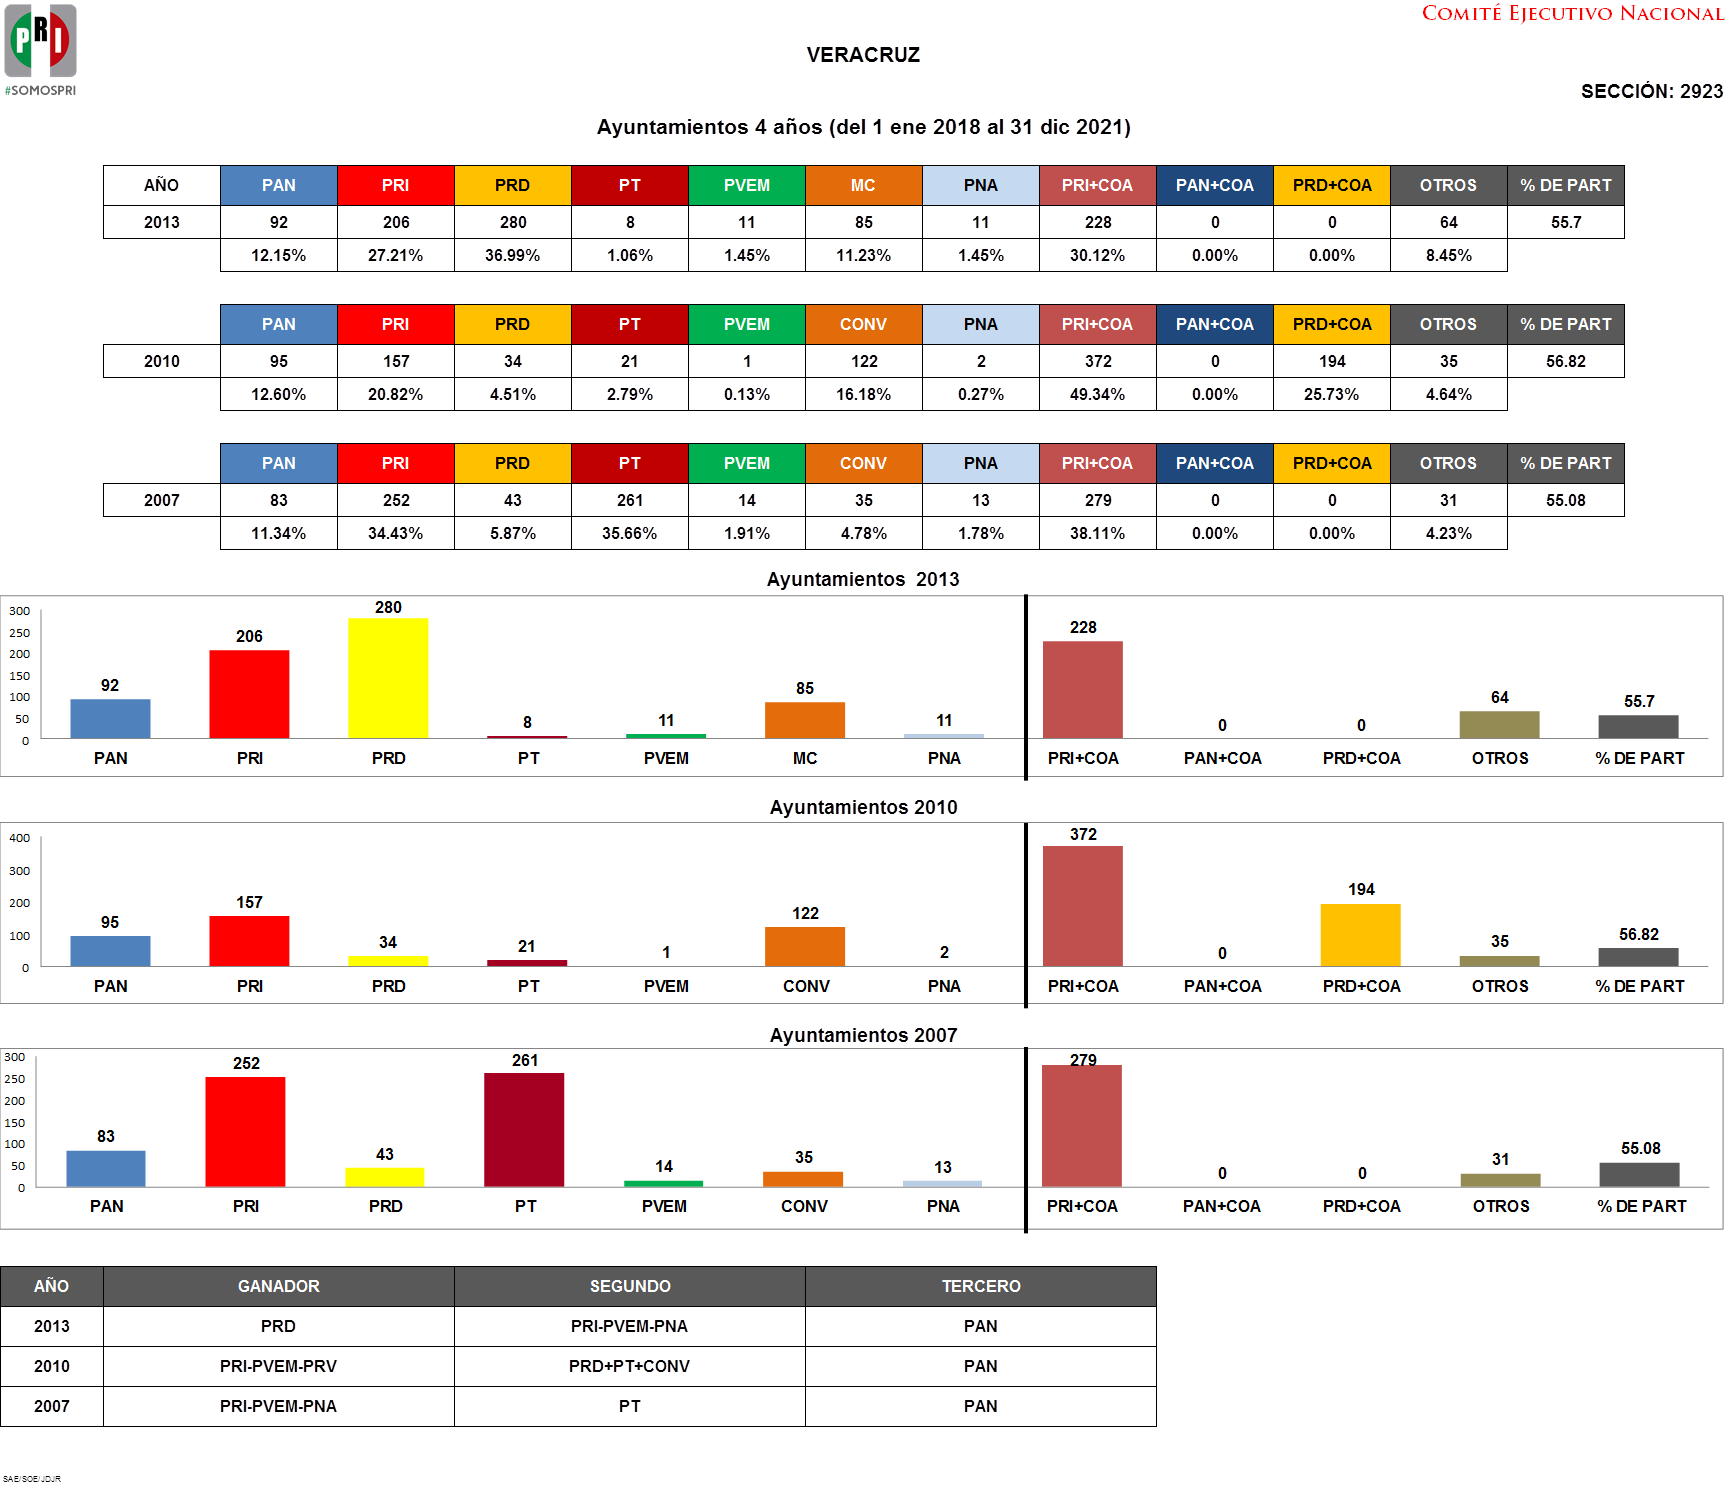 PRI
#SOMOSPRI
COMITÉ EJECUTIVO NACIONAL
VERACRUZ
SECCIÓN: 2923
Ayuntamientos 4 años (del 1 ene 2018 al 31 dic 2021)
AÑO PAN PRI PRD PT PVEM MC PNA PRI+COA PAN+COA PRD+COA OTROS % DE PART
2013 92 206 280 8 11 85 11 228 0 0 64 55.7
12.15% 27.21% 36.99% 1.06% 1.45% 11.23% 1.45% 30.12% 0.00% 0.00% 8.45%
PAN PRI PRD PT PVEM CONV PNA PRI+COA PAN+COA PRD+COA OTROS % DE PART
2010 95 157 34 21 1 122 2 372 0 194 35 56.82
12.60% 20.82% 4.51% 2.79% 0.13% 16.18% 0.27% 49.34% 0.00% 25.73% 4.64%
PAN PRI PRD PT PVEM CONV PNA PRI+COA PAN+COA PRD+COA OTROS % DE PART
2007 83 252 43 261 14 35 13 279 0 0 31 55.08
11.34% 34.43% 5.87% 35.66% 1.91% 4.78% 1.78% 38.11% 0.00% 0.00% 4.23%
Ayuntamientos 2013
300
250
200
150
100
50
0
92 206 280 8 11 85 11 228 0 0 64 55.7
PAN PRI PRD PT PVEM MC PNA PRI+COA PAN+COA PRD+COA OTROS % DE PART
Ayuntamientos 2010
400
300
200
100
0
95 157 34 21 1 122 2 372 0 194 35 56.82
PAN PRI PRD PT PVEM CONV PNA PRI+COA PAN+COA PRD+COA OTROS % DE PART
Ayuntamientos 2007
300
250
200
150
100
50
0
83 252 43 261 14 35 13 279 0 0 31 55.08
PAN PRI PRD PT PVEM CONV PNA PRI+COA PAN+COA PRD+COA OTROS % DE PART
AÑO GANADOR SEGUNDO TERCERO
2013 PRD PRI-PVEM-PNA PAN
2010 PRI-PVEM-PRV PRD+PT+CONV PAN
2007 PRI-PVEM-PNA PT PAN
SAE/SOE/JDJR